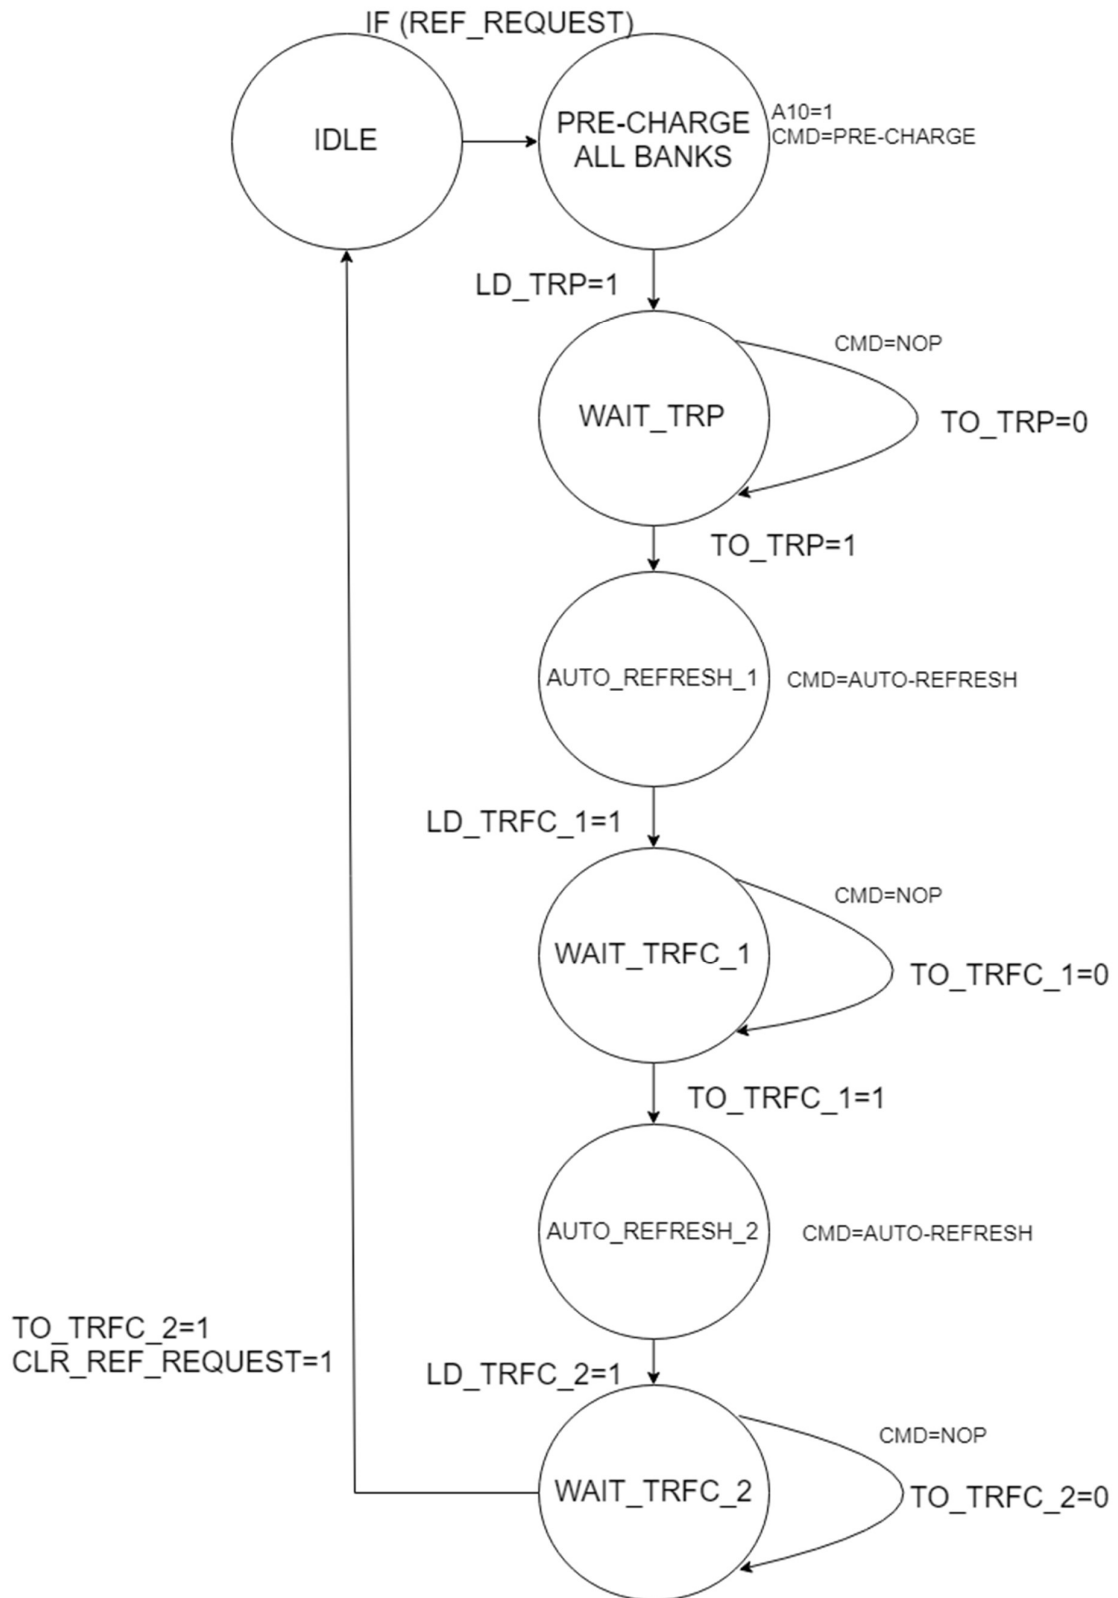 IF (REF_REQUEST)
IDLE
PRE-CHARGE
ALL BANKS
A10=1
CMD=PRE-CHARGE
LD_TRP=1
WAIT_TRP
CMD=NOP
TO_TRP=0
TO_TRP=1
AUTO_REFRESH_1
CMD=AUTO-REFRESH
LD_TRFC_1=1
WAIT_TRFC_1
CMD=NOP
TO_TRFC_1=0
TO_TRFC_1=1
AUTO_REFRESH_2
CMD=AUTO-REFRESH
TO_TRFC_2=1
CLR_REF_REQUEST=1
LD_TRFC_2=1
WAIT_TRFC_2
CMD=NOP
TO_TRFC_2=0